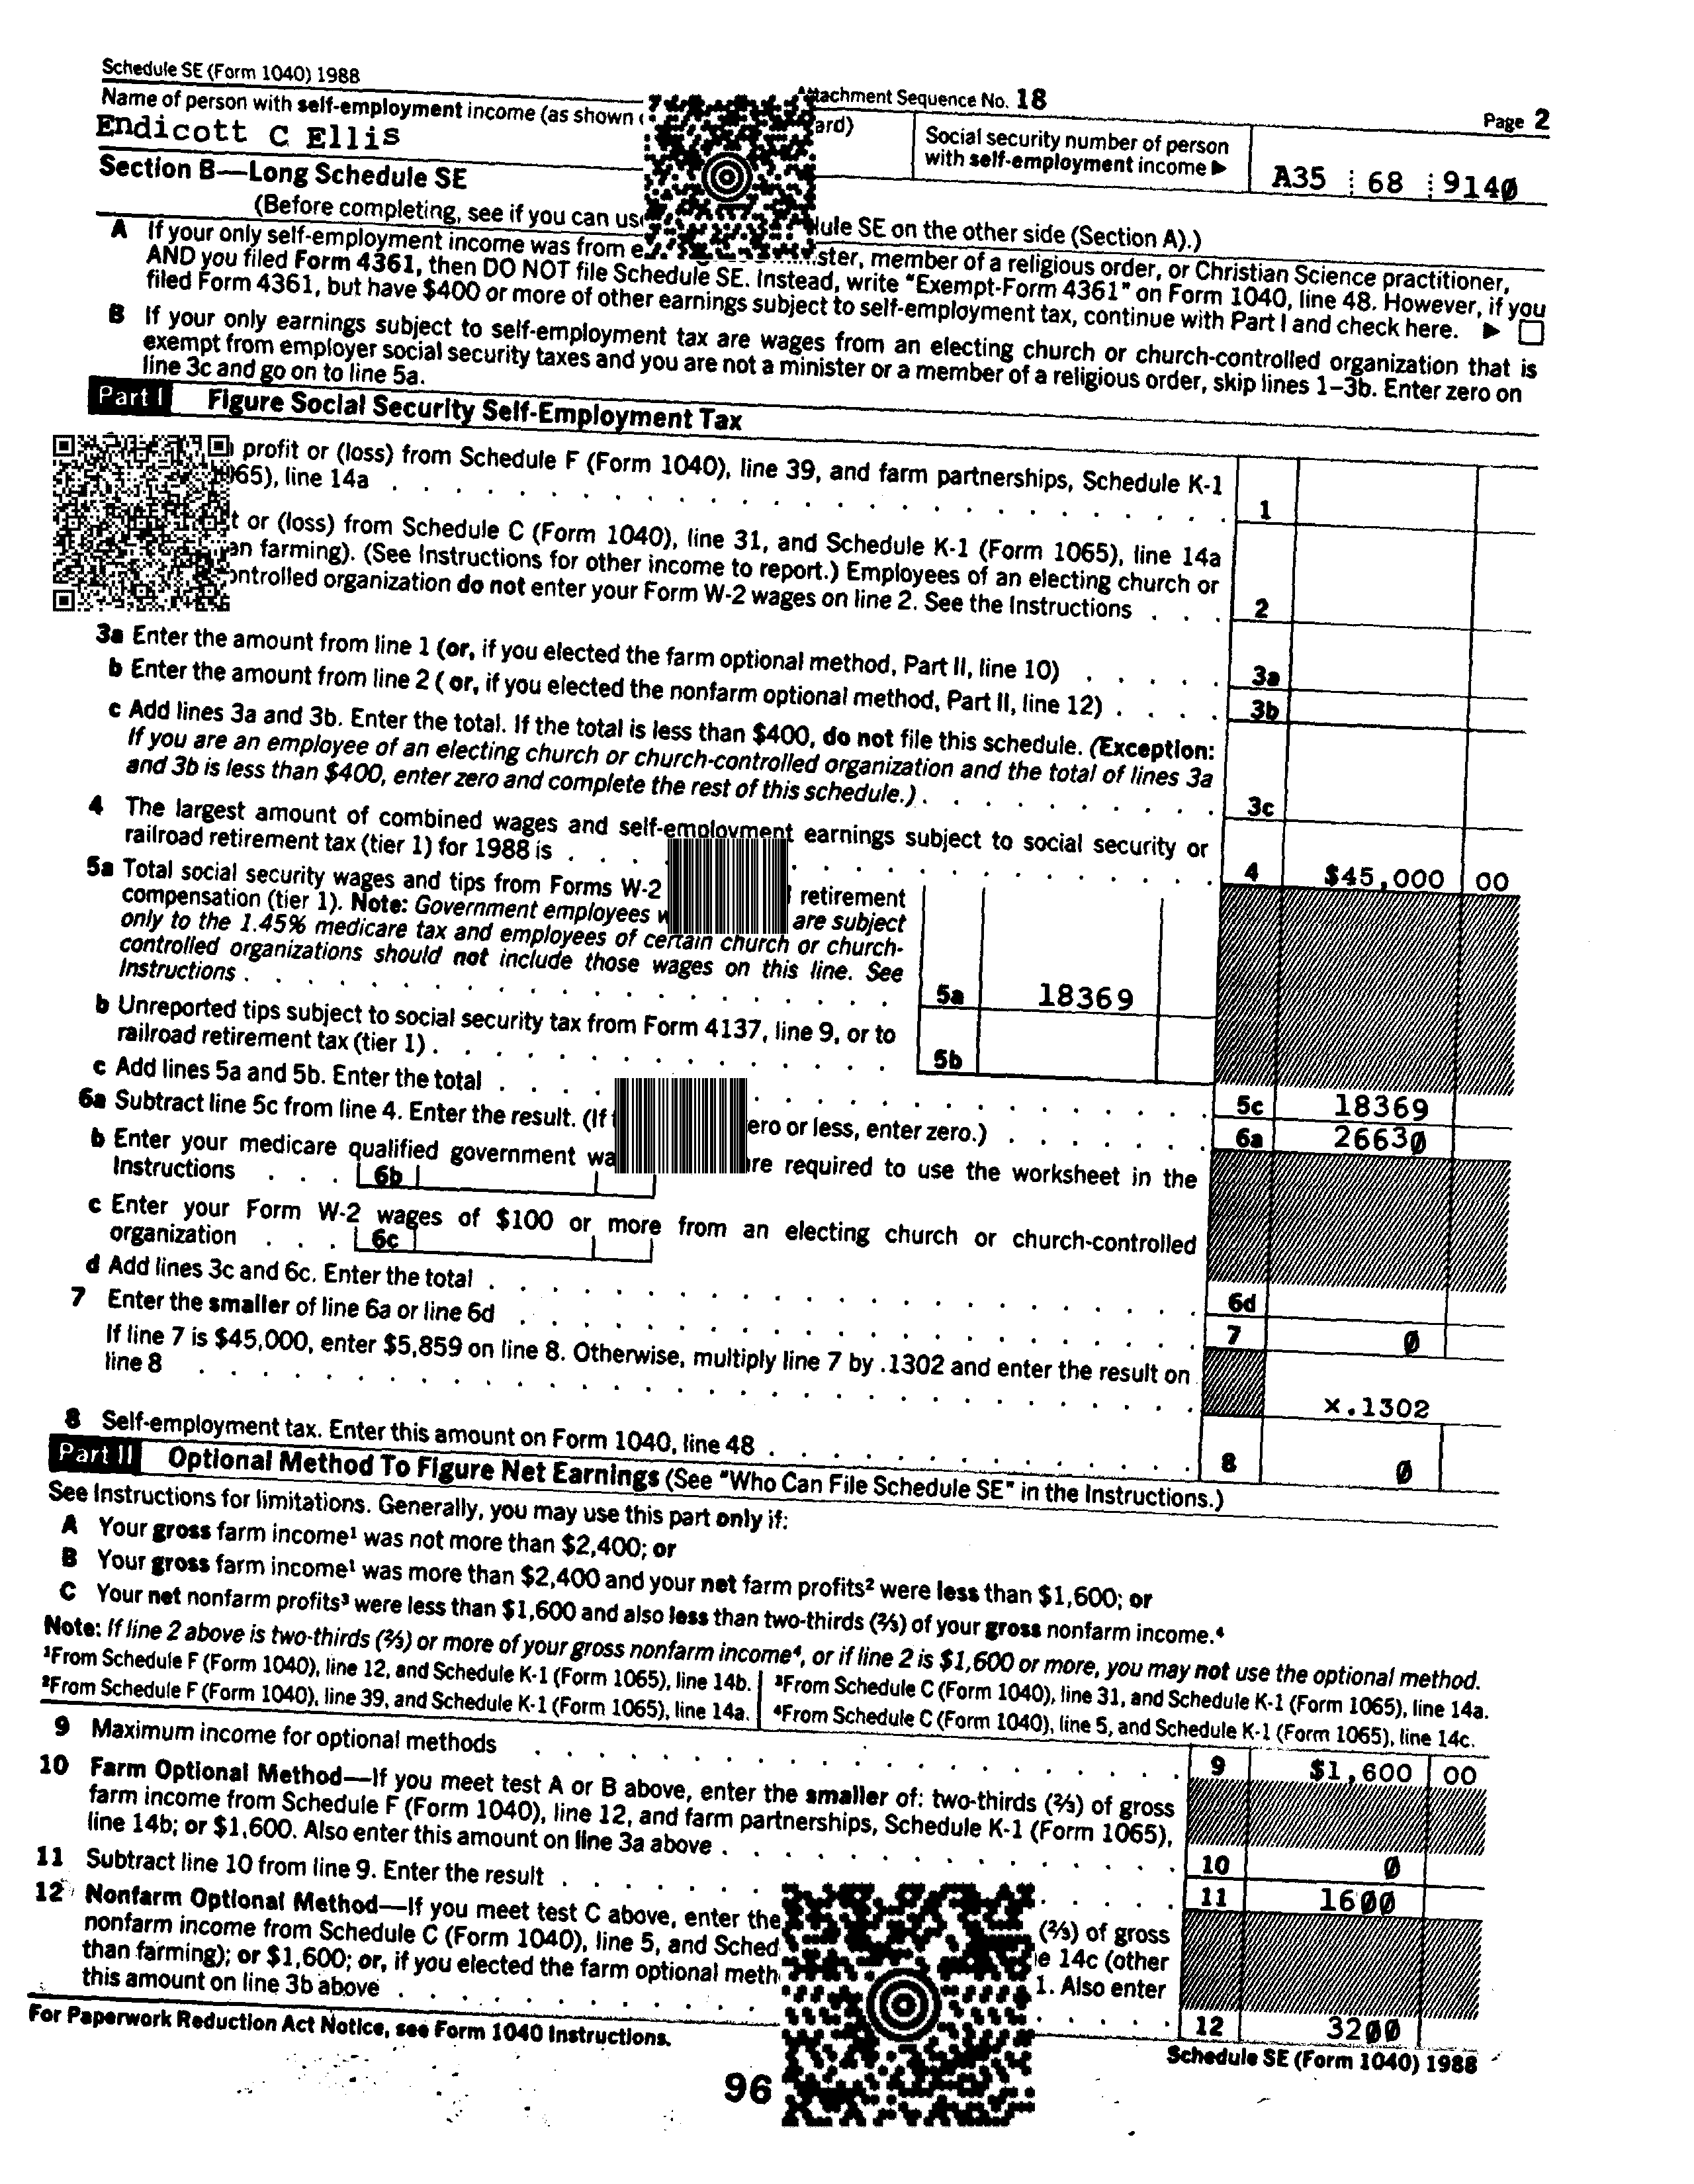 Schedule SE (Form 1040) 1988
Attachment Sequence No. 18
Page 2
Name of person with self-employment income (as shown
Social security number of person
with self-employment income ▶
A35 68 9140
Endicott C Ellis
Section B—Long Schedule SE
(Before completing, see if you can use
SE on the other side (Section A).)
A If your only self-employment income was from
member of a religious order, or Christian Science practitioner,
AND you filed Form 4361, then DO NOT file Schedule SE. Instead, write "Exempt-Form 4361" on Form 1040, line 48. However, if you
filed Form 4361, but have $400 or more of other earnings subject to self-employment tax, continue with Part I and check here. ▶
B If your only earnings subject to self-employment tax are wages from an electing church or church-controlled organization that is
exempt from employer social security taxes and you are not a minister or a member of a religious order, skip lines 1–3b. Enter zero on
line 3c and go on to line 5a.
Part I Figure Social Security Self-Employment Tax
profit or (loss) from Schedule F (Form 1040), line 39, and farm partnerships, Schedule K-1
line 14a . . . . . . . . . . . . . . . . . . . . . . . 1
or (loss) from Schedule C (Form 1040), line 31, and Schedule K-1 (Form 1065), line 14a
farming). (See Instructions for other income to report.) Employees of an electing church or
organization do not enter your Form W-2 wages on line 2. See the Instructions . . . 2
3a Enter the amount from line 1 (or, if you elected the farm optional method, Part II, line 10) . . . . . 3a
b Enter the amount from line 2 ( or, if you elected the nonfarm optional method, Part II, line 12) . . . . 3b
c Add lines 3a and 3b. Enter the total. If the total is less than $400, do not file this schedule. (Exception:
If you are an employee of an electing church or church-controlled organization and the total of lines 3a
and 3b is less than $400, enter zero and complete the rest of this schedule.) . . . . . . . . . . 3c
4 The largest amount of combined wages and self-employment earnings subject to social security or
railroad retirement tax (tier 1) for 1988 is . . . . . . . . . . . . . . . . 4 $45,000 00
5a Total social security wages and tips from Forms W-2
retirement
compensation (tier 1). Note: Government employees
are subject
only to the 1.45% medicare tax and employees of certain church or church-
controlled organizations should not include those wages on this line. See
Instructions . . . . . . . . . . . . . . . . . . 5a 18369
b Unreported tips subject to social security tax from Form 4137, line 9, or to
railroad retirement tax (tier 1) . . . . . . . . . . . . . 5b
c Add lines 5a and 5b. Enter the total . . . . . . . . . . . . . . . . . . 5c 18369
6a Subtract line 5c from line 4. Enter the result. (If
zero or less, enter zero.) . . . . . . . 6a 26630
b Enter your medicare qualified government
required to use the worksheet in the
Instructions . . . 6b
c Enter your Form W-2 wages of $100 or more from an electing church or church-controlled
organization . . . 6c
d Add lines 3c and 6c. Enter the total . . . . . . . . . . . . . . . . . . . 6d
7 Enter the smaller of line 6a or line 6d . . . . . . . . . . . . . . . . . . 7 0
If line 7 is $45,000, enter $5,859 on line 8. Otherwise, multiply line 7 by .1302 and enter the result on
line 8 . . . . . . . . . . . . . . . . . . . . . . . . . . x.1302
8 Self-employment tax. Enter this amount on Form 1040, line 48 . . . . . . . . . . . . 8 0
Part II Optional Method To Figure Net Earnings (See "Who Can File Schedule SE" in the Instructions.)
See Instructions for limitations. Generally, you may use this part only if:
A Your gross farm income¹ was not more than $2,400; or
B Your gross farm income¹ was more than $2,400 and your net farm profits² were less than $1,600; or
C Your net nonfarm profits³ were less than $1,600 and also less than two-thirds (⅔) of your gross nonfarm income.⁴
Note: If line 2 above is two-thirds (⅔) or more of your gross nonfarm income⁴, or if line 2 is $1,600 or more, you may not use the optional method.
¹From Schedule F (Form 1040), line 12, and Schedule K-1 (Form 1065), line 14b.
³From Schedule C (Form 1040), line 31, and Schedule K-1 (Form 1065), line 14a.
²From Schedule F (Form 1040), line 39, and Schedule K-1 (Form 1065), line 14a.
⁴From Schedule C (Form 1040), line 5, and Schedule K-1 (Form 1065), line 14c.
9 Maximum income for optional methods . . . . . . . . . . . . . . . . . . 9 $1,600 00
10 Farm Optional Method—If you meet test A or B above, enter the smaller of: two-thirds (⅔) of gross
farm income from Schedule F (Form 1040), line 12, and farm partnerships, Schedule K-1 (Form 1065),
line 14b; or $1,600. Also enter this amount on line 3a above . . . . . . . . . . . . . . 10 0
11 Subtract line 10 from line 9. Enter the result . . . . . . . . . . . 11 1600
12 Nonfarm Optional Method—If you meet test C above, enter the
(⅔) of gross
nonfarm income from Schedule C (Form 1040), line 5, and
14c (other
than farming); or $1,600; or, if you elected the farm optional
1. Also enter
this amount on line 3b above . . . . . . . . . . . . . . . 12 3200
For Paperwork Reduction Act Notice, see Form 1040 Instructions.
Schedule SE (Form 1040) 1988
96